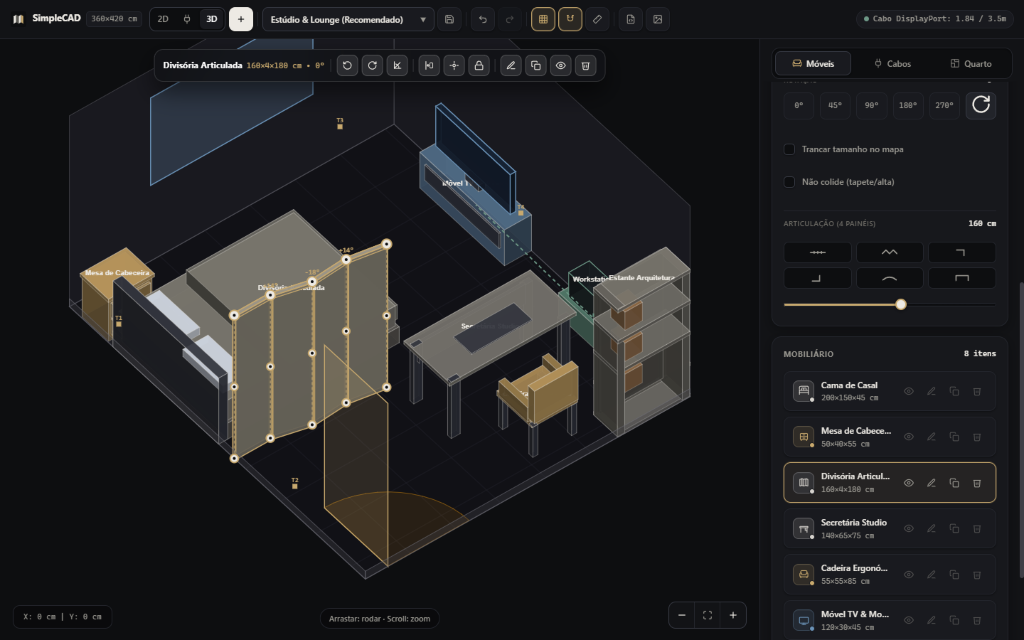 SimpleCAD
360×420 cm
2D
3D
+
Estúdio & Lounge (Recomendado)
Cabo DisplayPort: 1.84 / 3.5m
Divisória Articulada 160×4×180 cm • 0°
Móveis
Cabos
Quarto
0°
45°
90°
180°
270°
Trancar tamanho no mapa
Não colide (tapete/alta)
ARTICULAÇÃO (4 PAINÉIS)
160 cm
MOBILIÁRIO
8 itens
Cama de Casal
200×150×45 cm
Mesa de Cabece...
50×40×55 cm
Divisória Articul...
160×4×180 cm
Secretária Studio
140×65×75 cm
Cadeira Ergonó...
55×55×85 cm
Móvel TV & Mo...
120×30×45 cm
T3
Móvel T
Mesa de Cabeceira
+14°
Workstati
Estante Arquitetura
T1
T2
X: 0 cm | Y: 0 cm
Arrastar: rodar · Scroll: zoom
−
+